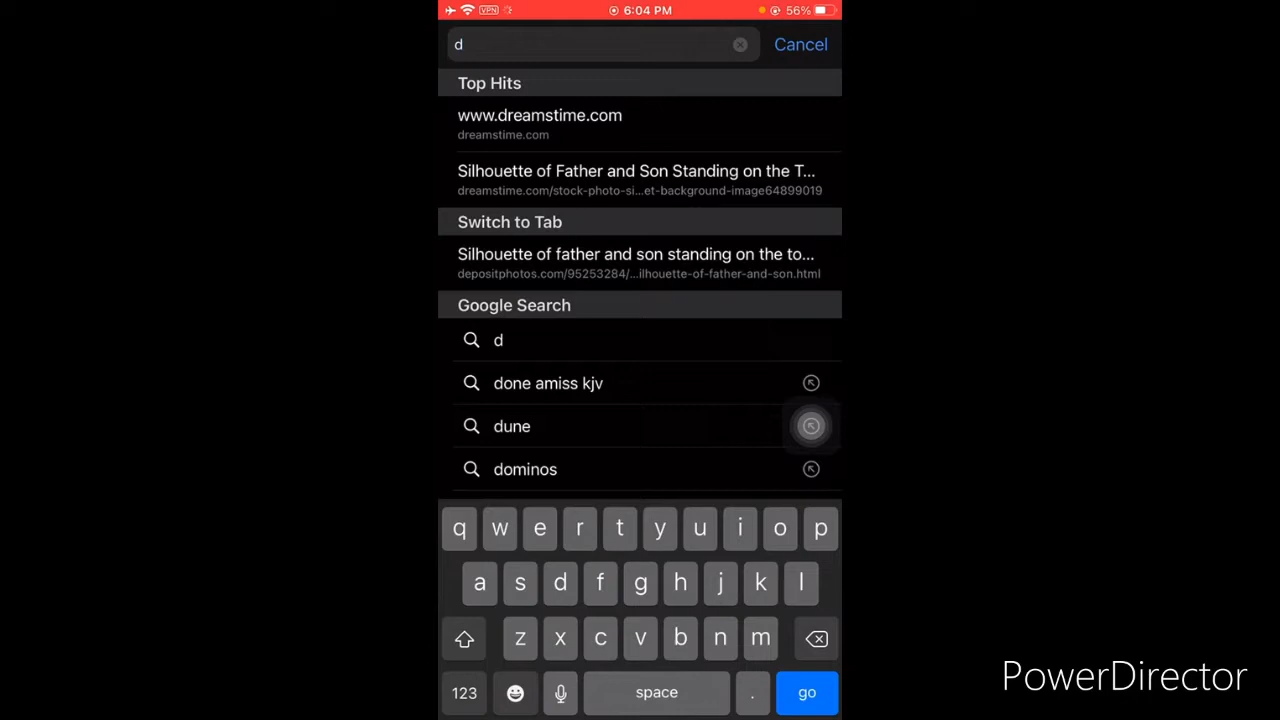 VPN 6:04 PM 56%
d Cancel
Top Hits
www.dreamstime.com
dreamstime.com
Silhouette of Father and Son Standing on the T...
dreamstime.com/stock-photo-si...et-background-image64899019
Switch to Tab
Silhouette of father and son standing on the to...
depositphotos.com/95253284/...ilhouette-of-father-and-son.html
Google Search
d
done amiss kjv
dune
dominos
q w e r t y u i o p
a s d f g h j k l
z x c v b n m
123 space . go
PowerDirector